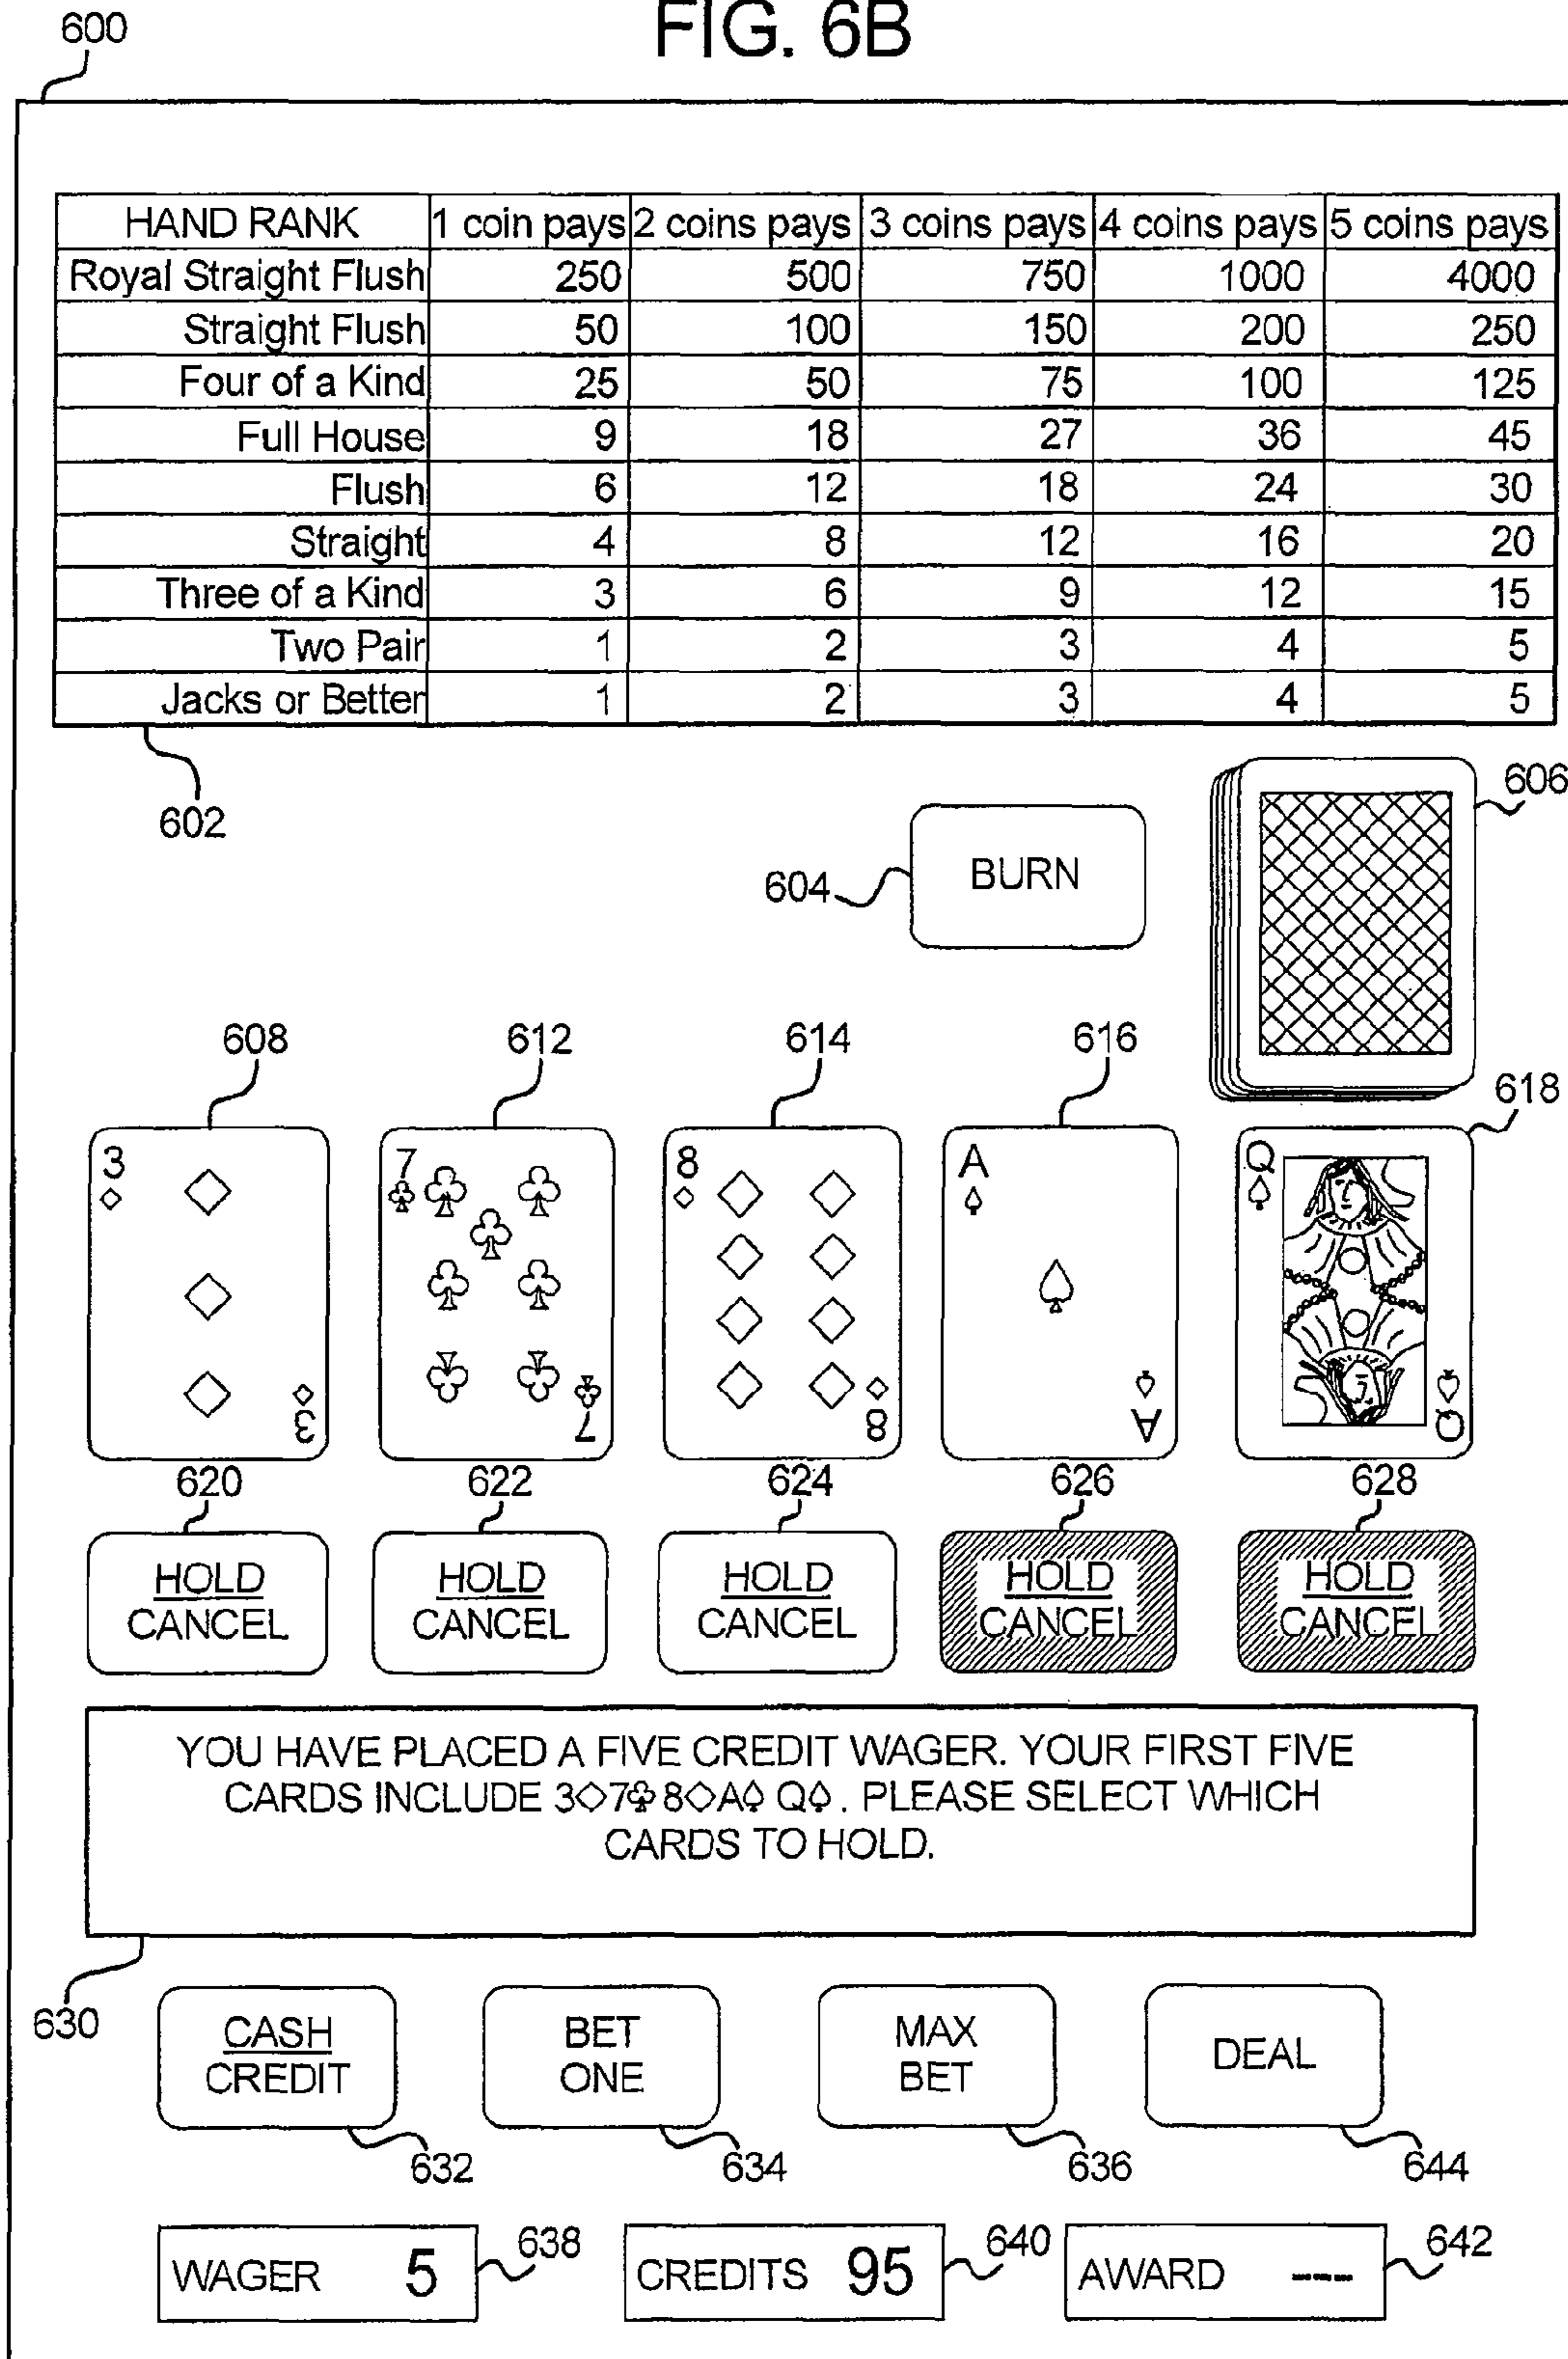 FIG. 6B
600
HAND RANK 1 coin pays 2 coins pays 3 coins pays 4 coins pays 5 coins pays
Royal Straight Flush 250 500 750 1000 4000
Straight Flush 50 100 150 200 250
Four of a Kind 25 50 75 100 125
Full House 9 18 27 36 45
Flush 6 12 18 24 30
Straight 4 8 12 16 20
Three of a Kind 3 6 9 12 15
Two Pair 1 2 3 4 5
Jacks or Better 1 2 3 4 5
602
606
604
BURN
608 612 614 616
618
3 7 8 A Q
3 7 8 A Q
620 622 624 626 628
HOLD HOLD HOLD HOLD HOLD
CANCEL CANCEL CANCEL CANCEL CANCEL
YOU HAVE PLACED A FIVE CREDIT WAGER. YOUR FIRST FIVE
CARDS INCLUDE 3♢7♧8♢A♤ Q♤. PLEASE SELECT WHICH
CARDS TO HOLD.
630
CASH BET MAX DEAL
CREDIT ONE BET
632 634 636 644
WAGER 5 638 CREDITS 95 640 AWARD ---- 642